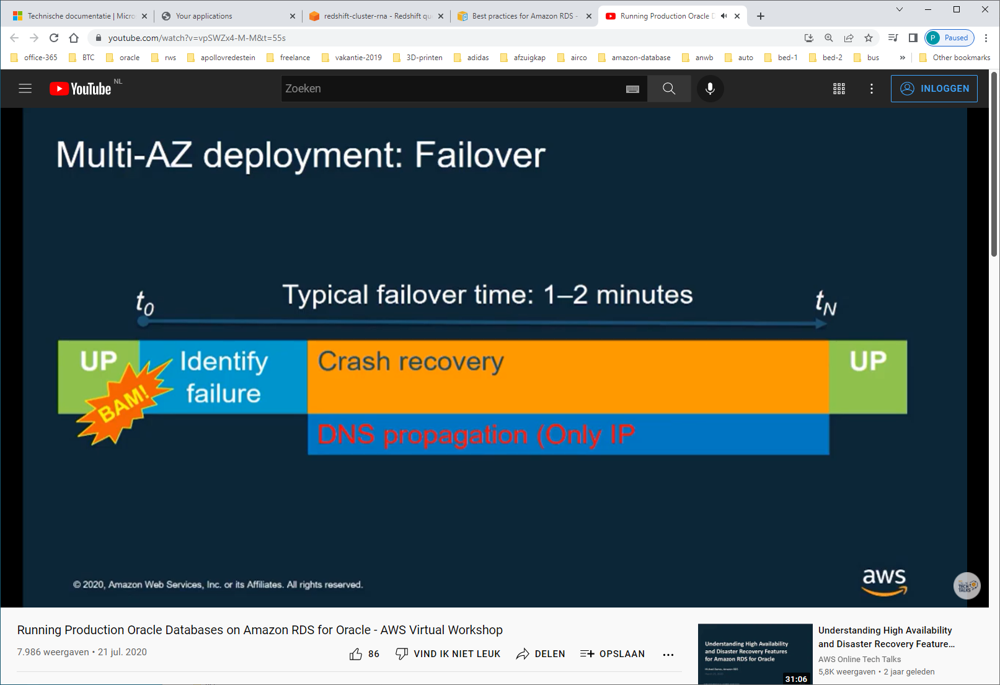 Technische documentatie | Micro
Your applications
redshift-cluster-rna - Redshift qu
Best practices for Amazon RDS -
Running Production Oracle D
youtube.com/watch?v=vpSWZx4-M-M&t=55s
P Paused
office-365 BTC oracle rws apollovredestein freelance vakantie-2019 3D-printen adidas afzuigkap airco amazon-database anwb auto bed-1 bed-2 bus » Other bookmarks
YouTube NL
Zoeken
INLOGGEN
Multi-AZ deployment: Failover
t0 Typical failover time: 1–2 minutes tN
UP Identify Crash recovery UP
failure
BAM!
DNS propagation (Only IP
© 2020, Amazon Web Services, Inc. or its Affiliates. All rights reserved.
aws
TECH
TALKS
Running Production Oracle Databases on Amazon RDS for Oracle - AWS Virtual Workshop
7.986 weergaven • 21 jul. 2020
86 VIND IK NIET LEUK DELEN OPSLAAN
Understanding High Availability
and Disaster Recovery Features
for Amazon RDS for Oracle
31:06
Understanding High Availability
and Disaster Recovery Feature...
AWS Online Tech Talks
5,8K weergaven • 2 jaar geleden